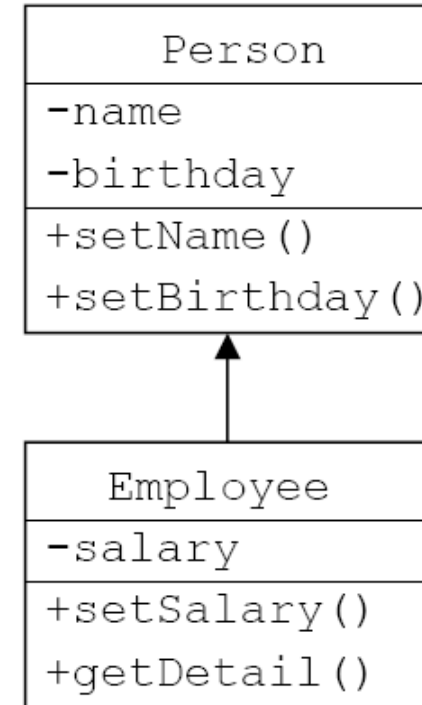 Person
-name
-birthday
+setName()
+setBirthday()
Employee
-salary
+setSalary()
+getDetail()